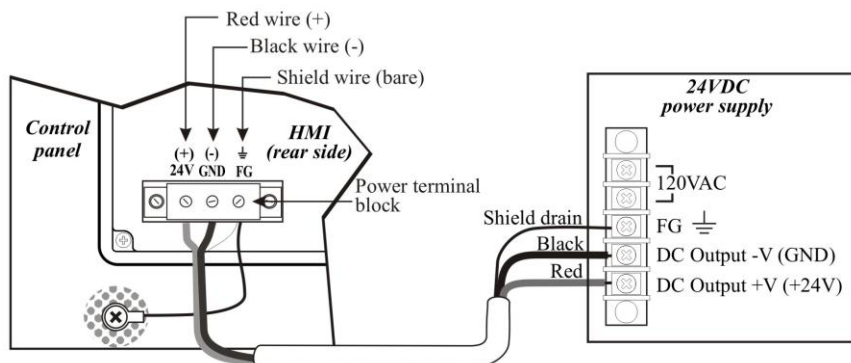 Red wire (+)
Black wire (-)
Shield wire (bare)
Control
panel
HMI
(rear side)
(+) (-) ⏚
24V GND FG
Power terminal
block
24VDC
power supply
120VAC
Shield drain
FG ⏚
Black
DC Output -V (GND)
Red
DC Output +V (+24V)